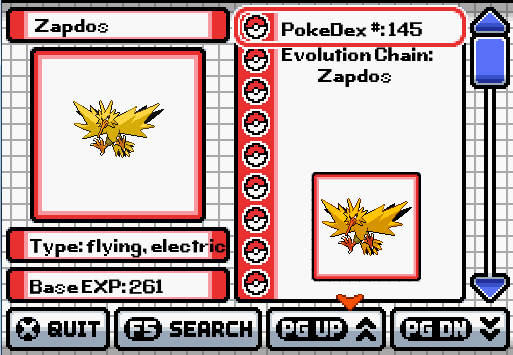 Zapdos
PokeDex #:145
Evolution Chain:
Zapdos
Type: flying, electric
Base EXP: 261
X QUIT
F5 SEARCH
PG UP
PG DN